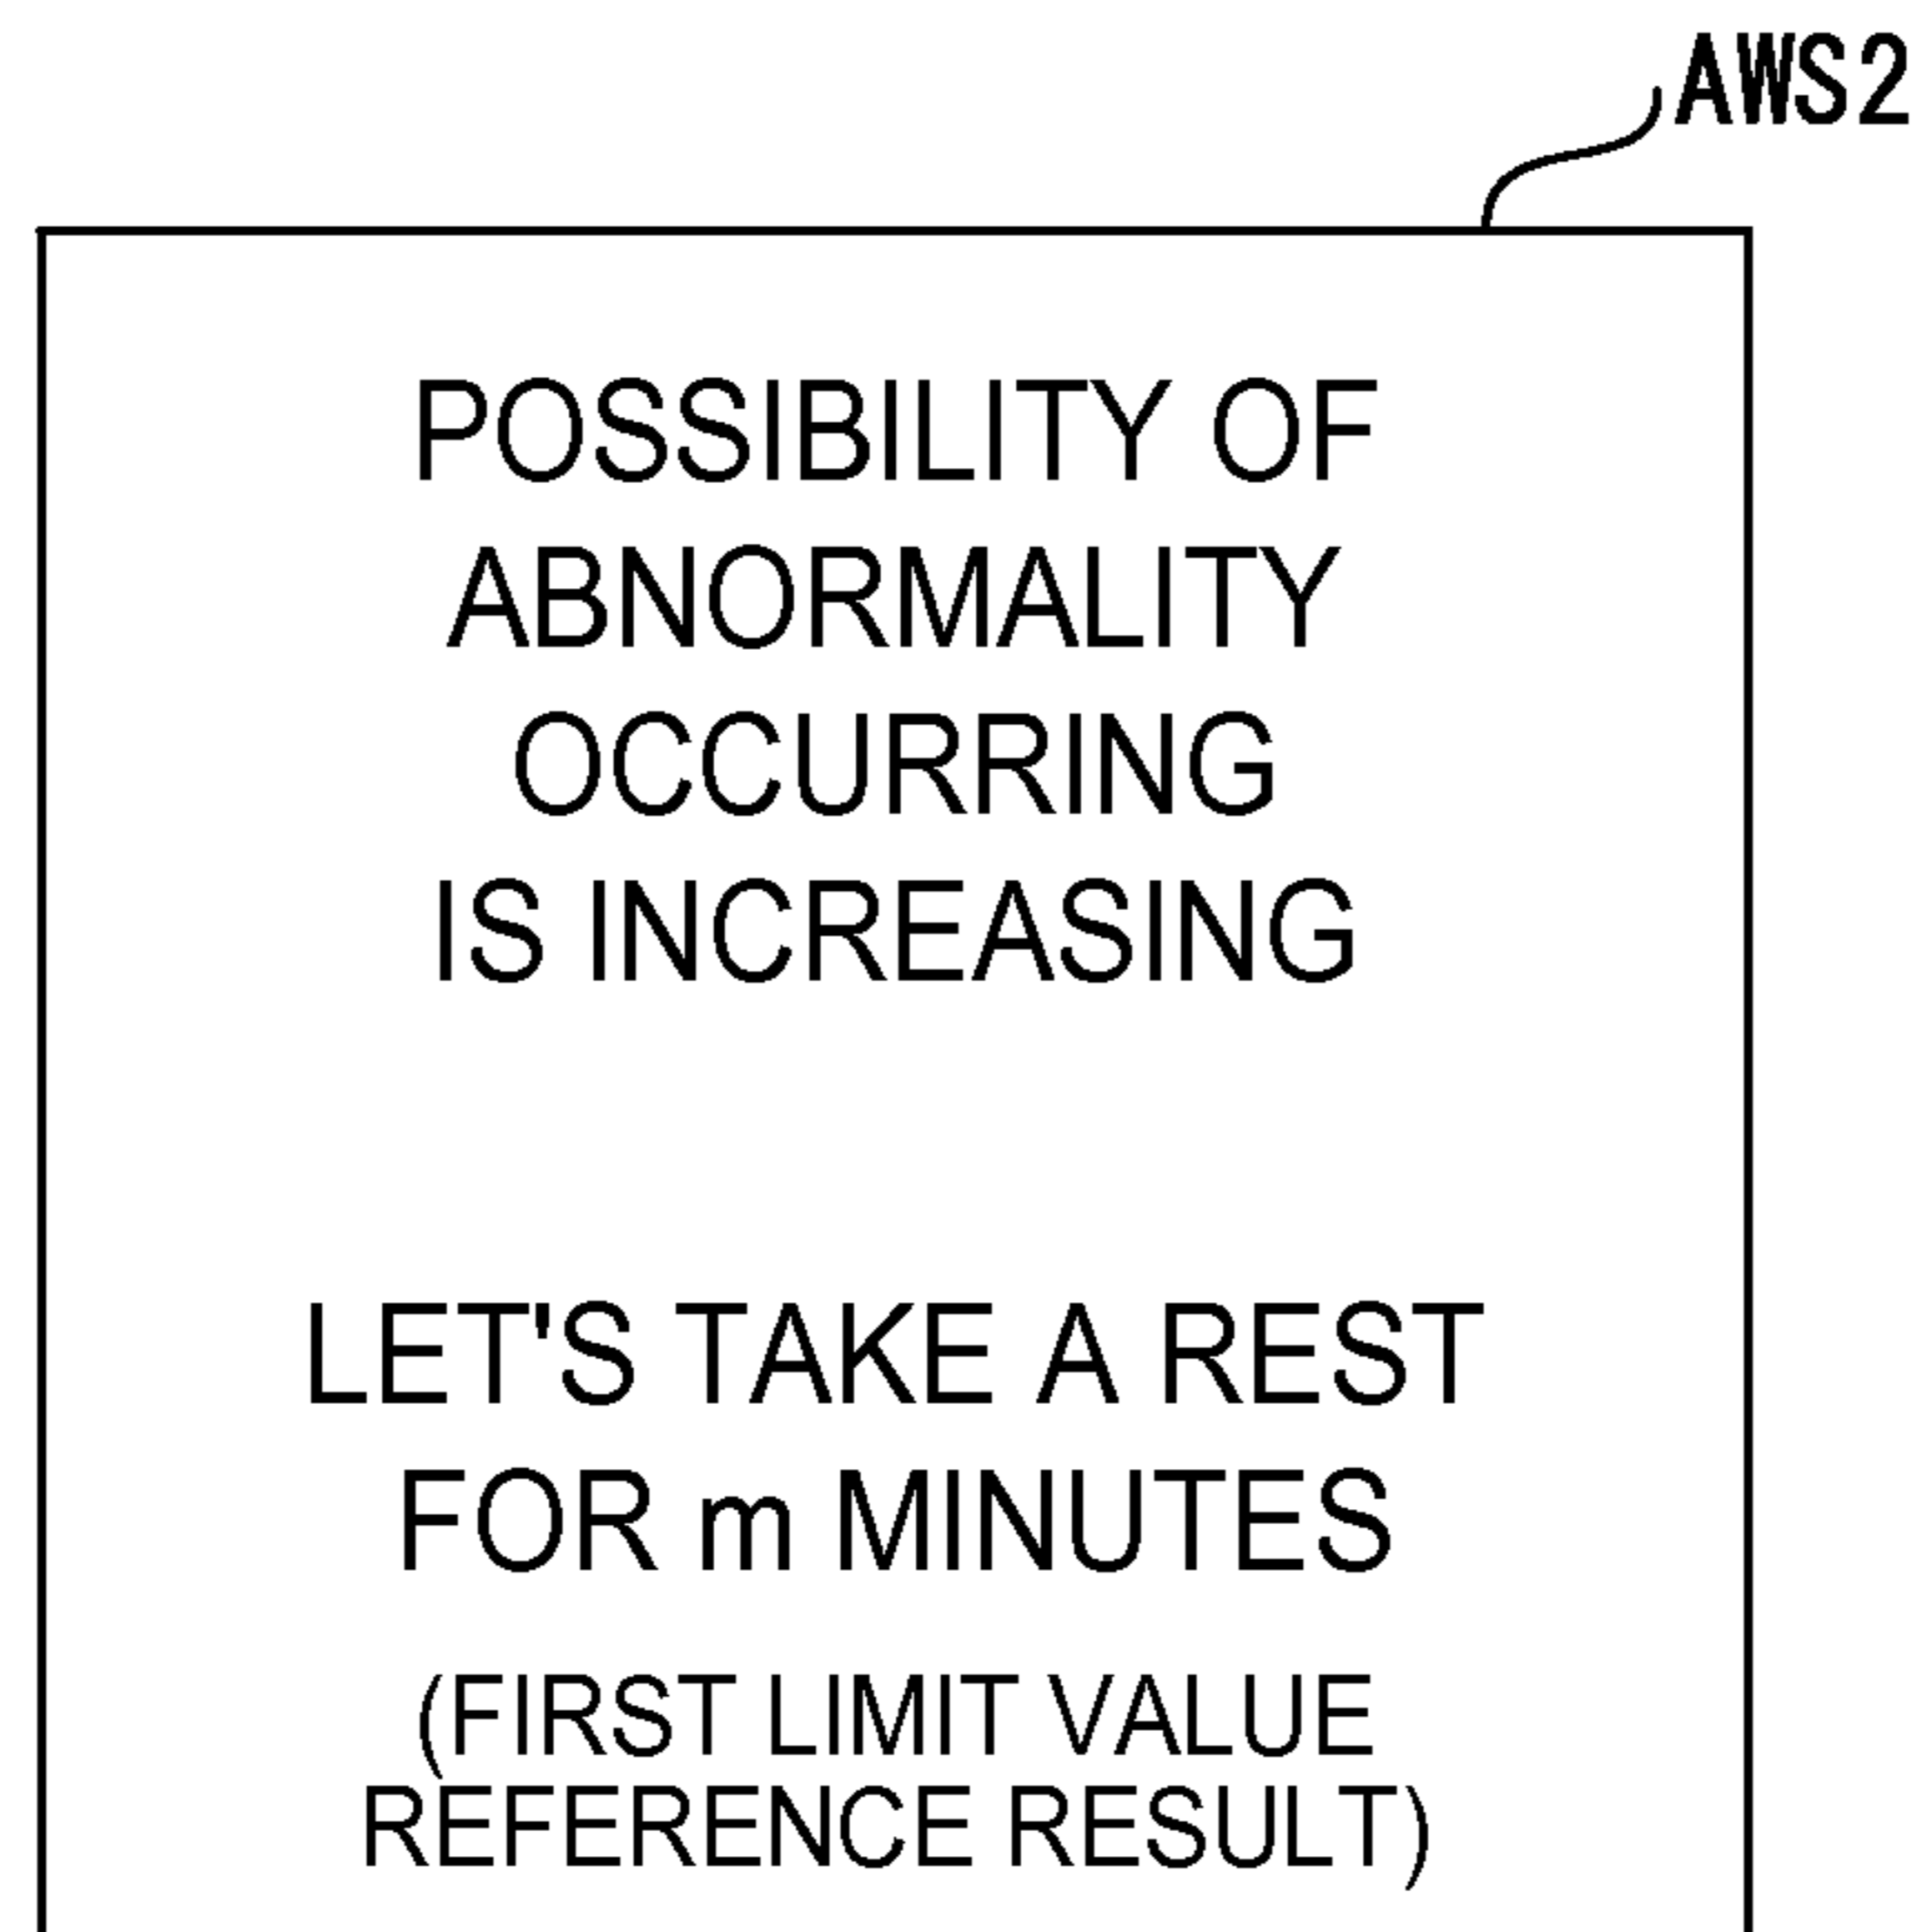 AWS2
POSSIBILITY OF
ABNORMALITY
OCCURRING
IS INCREASING
LET'S TAKE A REST
FOR m MINUTES
(FIRST LIMIT VALUE
REFERENCE RESULT)